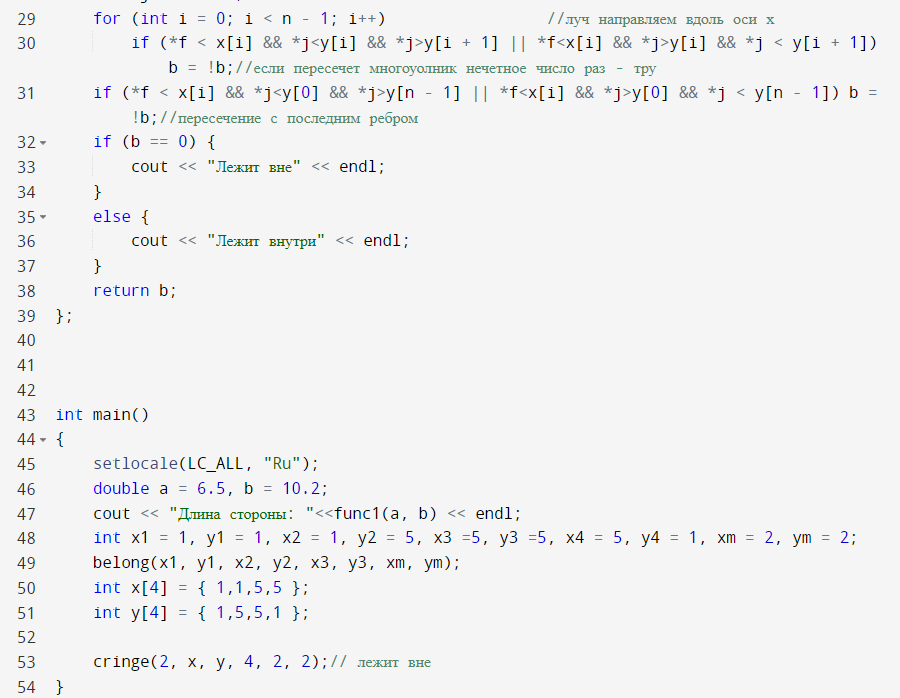 29 for (int i = 0; i < n - 1; i++) //луч направляем вдоль оси x
30 if (*f < x[i] && *j<y[i] && *j>y[i + 1] || *f<x[i] && *j>y[i] && *j < y[i + 1])
b = !b;//если пересечет многоуолник нечетное число раз - тру
31 if (*f < x[i] && *j<y[0] && *j>y[n - 1] || *f<x[i] && *j>y[0] && *j < y[n - 1]) b =
!b;//пересечение с последним ребром
32 if (b == 0) {
33 cout << "Лежит вне" << endl;
34 }
35 else {
36 cout << "Лежит внутри" << endl;
37 }
38 return b;
39 };
40
41
42
43 int main()
44 {
45 setlocale(LC_ALL, "Ru");
46 double a = 6.5, b = 10.2;
47 cout << "Длина стороны: "<<func1(a, b) << endl;
48 int x1 = 1, y1 = 1, x2 = 1, y2 = 5, x3 =5, y3 =5, x4 = 5, y4 = 1, xm = 2, ym = 2;
49 belong(x1, y1, x2, y2, x3, y3, xm, ym);
50 int x[4] = { 1,1,5,5 };
51 int y[4] = { 1,5,5,1 };
52
53 cringe(2, x, y, 4, 2, 2);// лежит вне
54 }